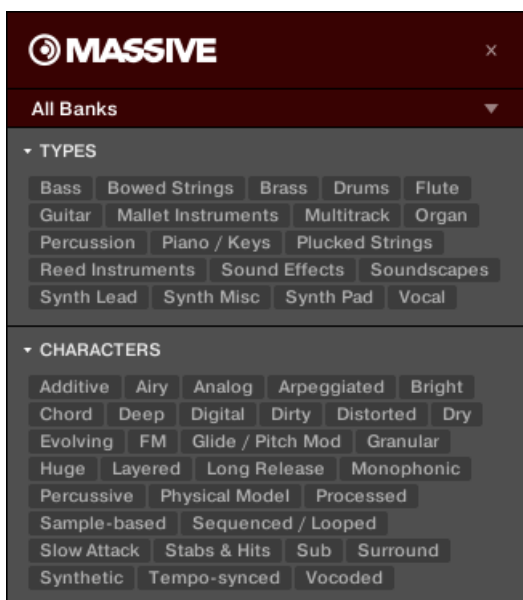 MASSIVE ×
All Banks
TYPES
Bass Bowed Strings Brass Drums Flute
Guitar Mallet Instruments Multitrack Organ
Percussion Piano / Keys Plucked Strings
Reed Instruments Sound Effects Soundscapes
Synth Lead Synth Misc Synth Pad Vocal
CHARACTERS
Additive Airy Analog Arpeggiated Bright
Chord Deep Digital Dirty Distorted Dry
Evolving FM Glide / Pitch Mod Granular
Huge Layered Long Release Monophonic
Percussive Physical Model Processed
Sample-based Sequenced / Looped
Slow Attack Stabs & Hits Sub Surround
Synthetic Tempo-synced Vocoded